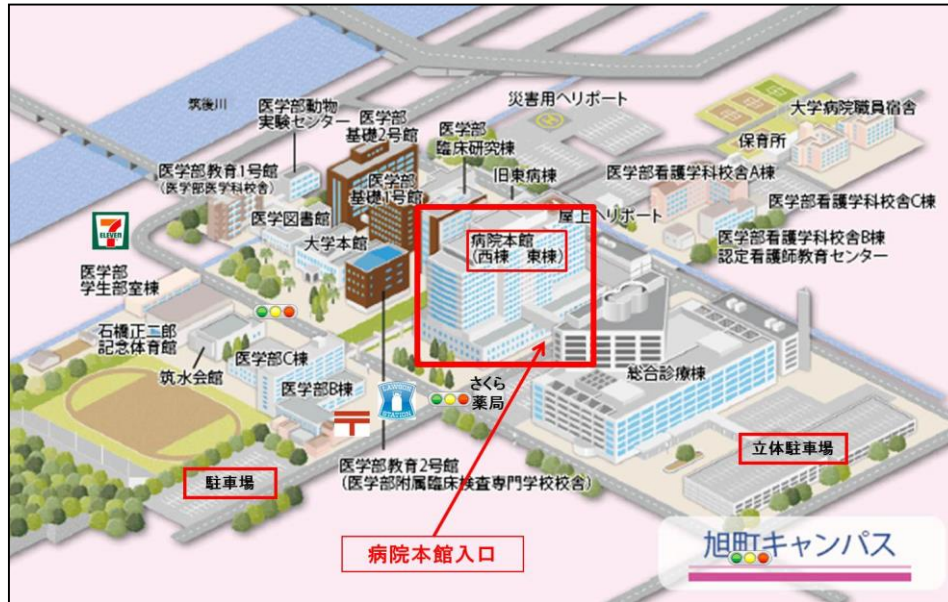 筑後川
医学部動物
実験センター
医学部
基礎2号館
医学部
臨床研究棟
災害用ヘリポート
大学病院職員宿舎
保育所
医学部教育1号館
(医学部医学科校舎)
医学部
基礎1号館
旧東病棟
医学部看護学科校舎A棟
医学図書館
屋上ヘリポート
医学部看護学科校舎C棟
7
ELEVEN
大学本館
病院本館
(西棟 東棟)
医学部看護学科校舎B棟
認定看護師教育センター
医学部
学生部室棟
石橋正二郎
記念体育館
筑水会館
医学部C棟
医学部B棟
総合診療棟
LAWSON
STATION
さくら
薬局
〒
医学部教育2号館
(医学部附属臨床検査専門学校校舎)
駐車場
立体駐車場
病院本館入口
旭町キャンパス